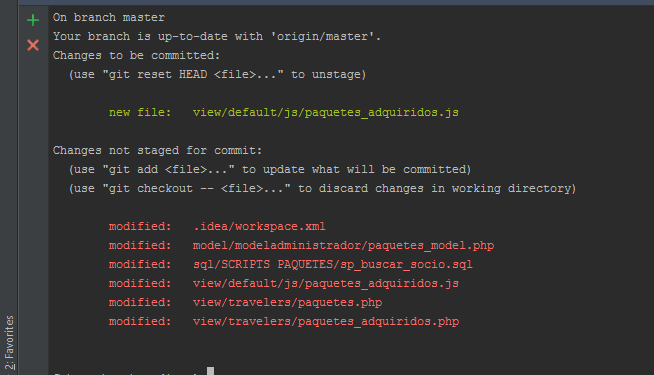 On branch master
Your branch is up-to-date with 'origin/master'.
Changes to be committed:
(use "git reset HEAD <file>..." to unstage)
new file: view/default/js/paquetes_adquiridos.js
Changes not staged for commit:
(use "git add <file>..." to update what will be committed)
(use "git checkout -- <file>..." to discard changes in working directory)
modified: .idea/workspace.xml
modified: model/modeladministrador/paquetes_model.php
modified: sql/SCRIPTS PAQUETES/sp_buscar_socio.sql
modified: view/default/js/paquetes_adquiridos.js
modified: view/travelers/paquetes.php
modified: view/travelers/paquetes_adquiridos.php
2: Favorites